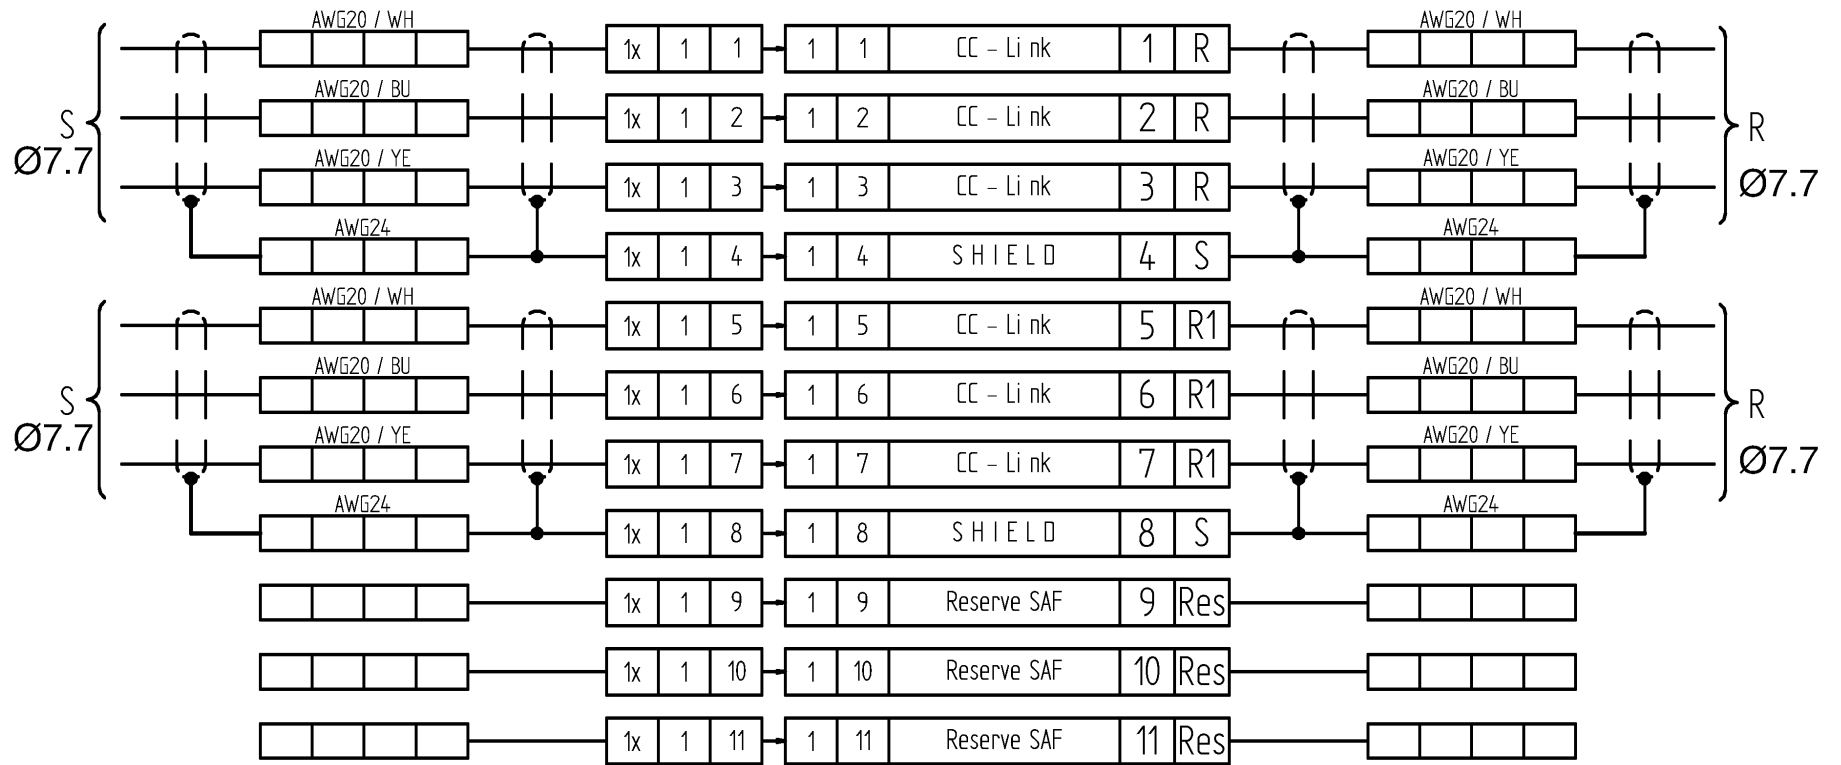 AWG20 / WH AWG20 / WH
1x 1 1 1 1 CC - Link 1 R
AWG20 / BU AWG20 / BU
S 1x 1 2 1 2 CC - Link 2 R R
Ø7.7 AWG20 / YE AWG20 / YE Ø7.7
1x 1 3 1 3 CC - Link 3 R
AWG24 AWG24
1x 1 4 1 4 SHIELD 4 S
AWG20 / WH AWG20 / WH
1x 1 5 1 5 CC - Link 5 R1
AWG20 / BU AWG20 / BU
S 1x 1 6 1 6 CC - Link 6 R1 R
Ø7.7 AWG20 / YE AWG20 / YE Ø7.7
1x 1 7 1 7 CC - Link 7 R1
AWG24 AWG24
1x 1 8 1 8 SHIELD 8 S
1x 1 9 1 9 Reserve SAF 9 Res
1x 1 10 1 10 Reserve SAF 10 Res
1x 1 11 1 11 Reserve SAF 11 Res